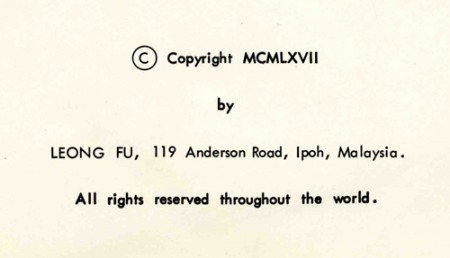 © Copyright MCMLXVII
by
LEONG FU, 119 Anderson Road, Ipoh, Malaysia.
All rights reserved throughout the world.